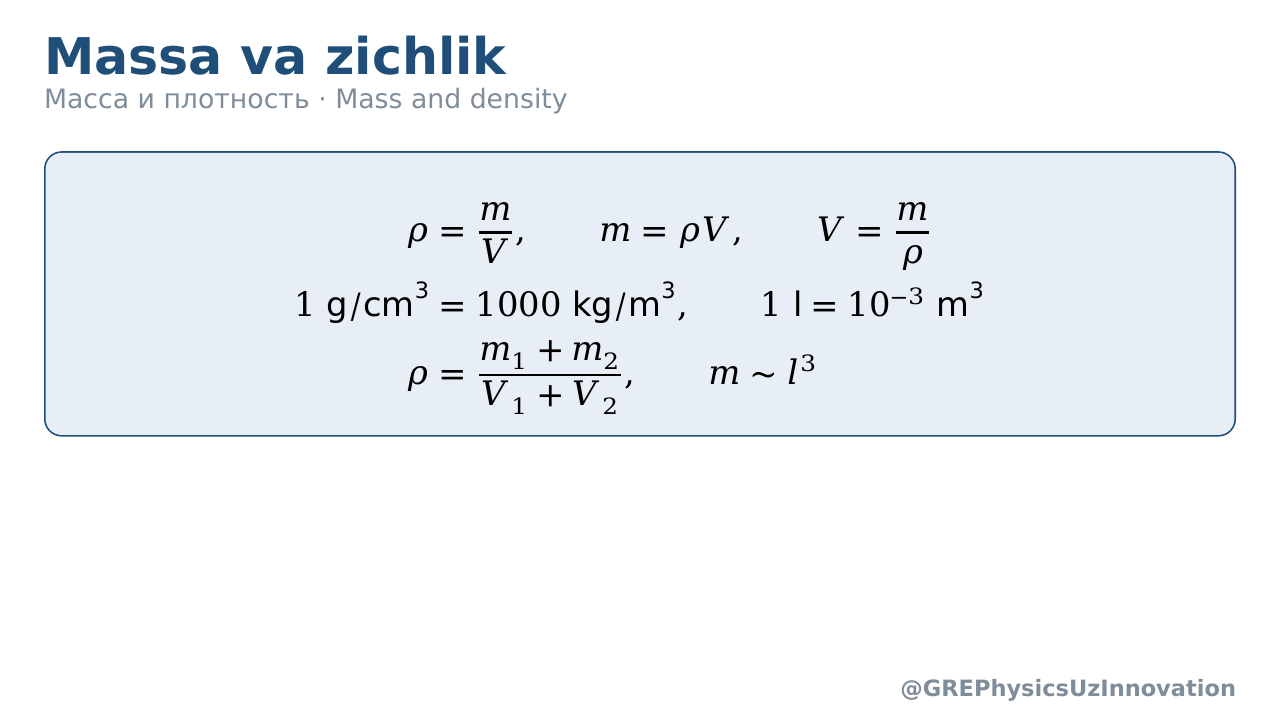 Massa va zichlik
Масса и плотность · Mass and density
ρ = m/V, m = ρV, V = m/ρ
1 g/cm³ = 1000 kg/m³, 1 l = 10⁻³ m³
ρ = (m₁ + m₂)/(V₁ + V₂), m ~ l³
@GREPhysicsUzInnovation